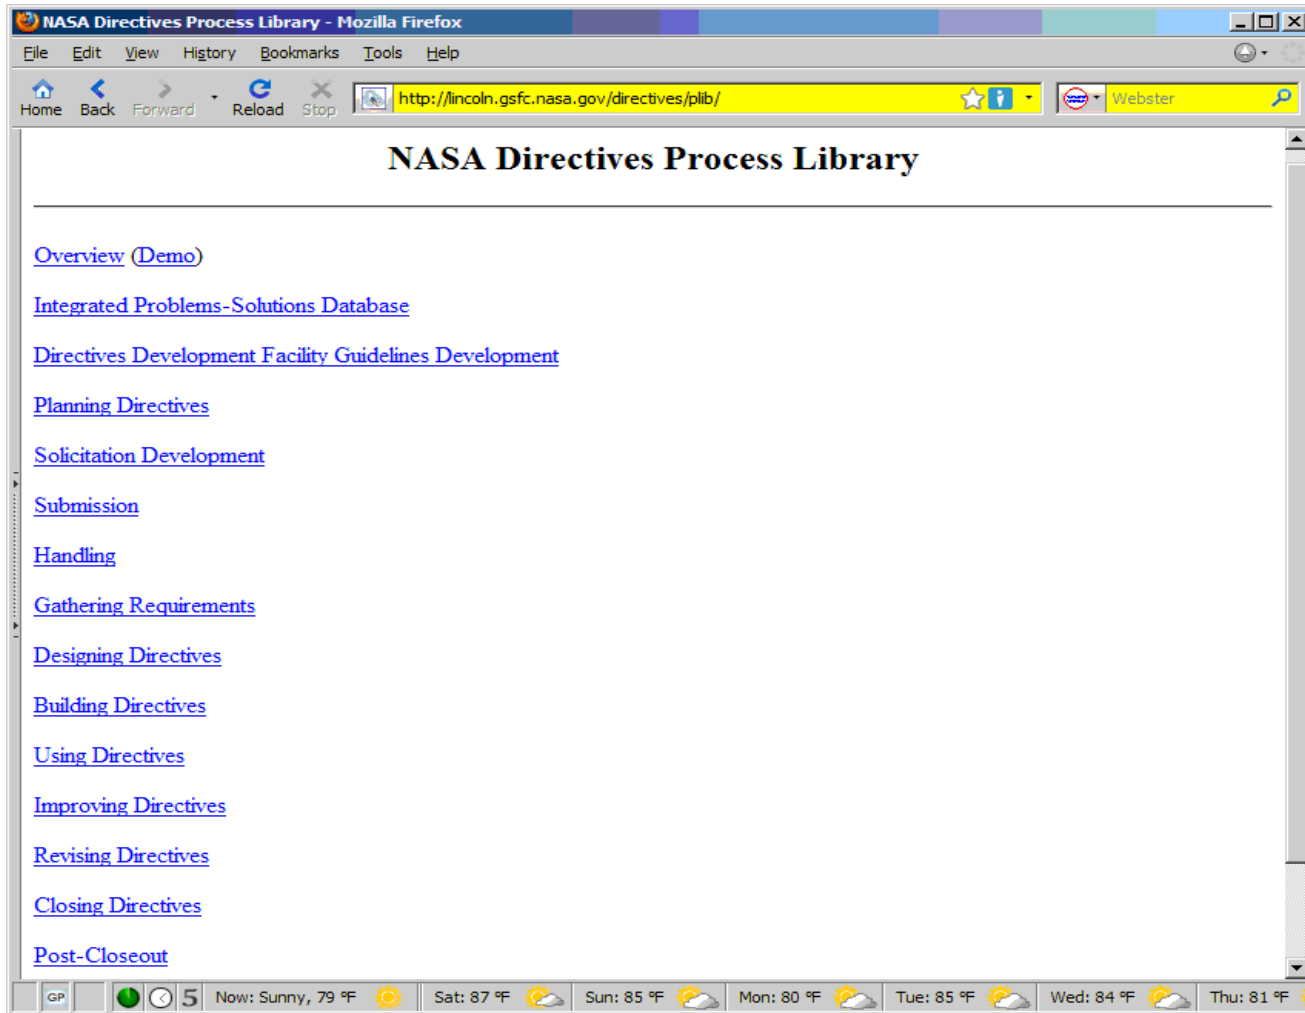 NASA Directives Process Library - Mozilla Firefox
File Edit View History Bookmarks Tools Help
Home Back Forward Reload Stop http://lincoln.gsfc.nasa.gov/directives/plib/ Webster
NASA Directives Process Library
Overview (Demo)
Integrated Problems-Solutions Database
Directives Development Facility Guidelines Development
Planning Directives
Solicitation Development
Submission
Handling
Gathering Requirements
Designing Directives
Building Directives
Using Directives
Improving Directives
Revising Directives
Closing Directives
Post-Closeout
GP 5 Now: Sunny, 79 °F Sat: 87 °F Sun: 85 °F Mon: 80 °F Tue: 85 °F Wed: 84 °F Thu: 81 °F